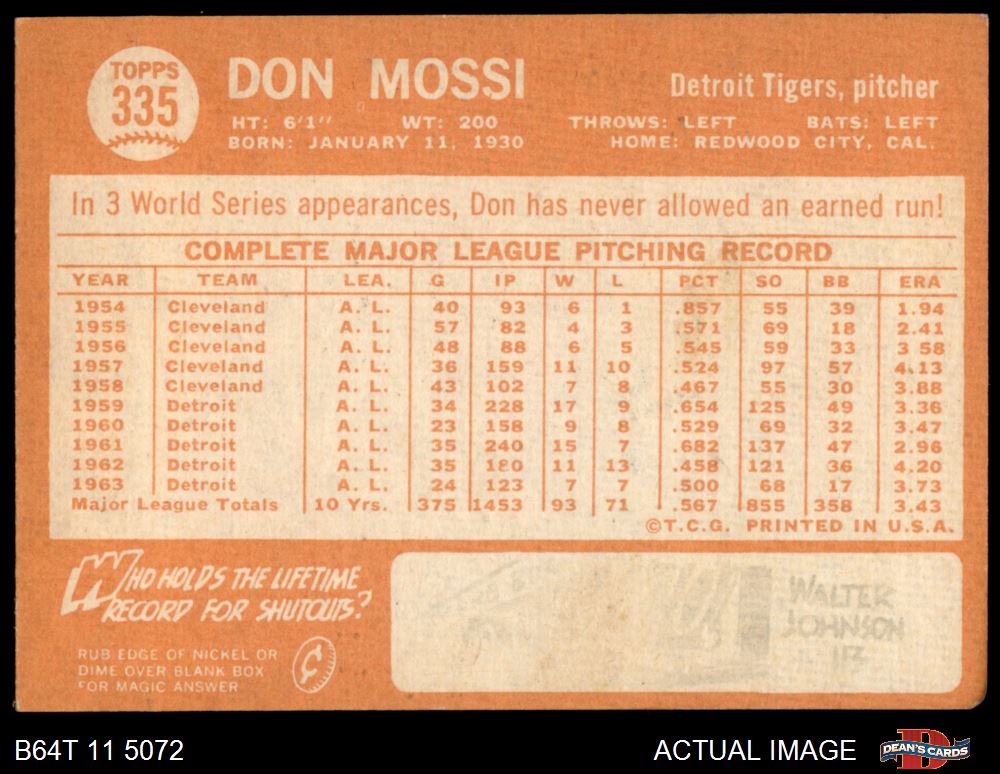 TOPPS
335
DON MOSSI
Detroit Tigers, pitcher
HT: 6'1" WT: 200 THROWS: LEFT BATS: LEFT
BORN: JANUARY 11, 1930 HOME: REDWOOD CITY, CAL.
In 3 World Series appearances, Don has never allowed an earned run!
COMPLETE MAJOR LEAGUE PITCHING RECORD
YEAR TEAM LEA. G IP W L PCT SO BB ERA
1954 Cleveland A. L. 40 93 6 1 .857 55 39 1.94
1955 Cleveland A. L. 57 82 4 3 .571 69 18 2.41
1956 Cleveland A. L. 48 88 6 5 .545 59 33 3 58
1957 Cleveland A. L. 36 159 11 10 .524 97 57 4.13
1958 Cleveland A. L. 43 102 7 8 .467 55 30 3.88
1959 Detroit A. L. 34 228 17 9 .654 125 49 3.36
1960 Detroit A. L. 23 158 9 8 .529 69 32 3.47
1961 Detroit A. L. 35 240 15 7 .682 137 47 2.96
1962 Detroit A. L. 35 180 11 13 .458 121 36 4.20
1963 Detroit A. L. 24 123 7 7 .500 68 17 3.73
Major League Totals 10 Yrs. 375 1453 93 71 .567 855 358 3.43
©T.C.G. PRINTED IN U.S.A.
WHO HOLDS THE LIFETIME
RECORD FOR SHUTOUTS?
RUB EDGE OF NICKEL OR
DIME OVER BLANK BOX
FOR MAGIC ANSWER
¢
WALTER
JOHNSON
113
B64T 11 5072
ACTUAL IMAGE
DEAN'S CARDS